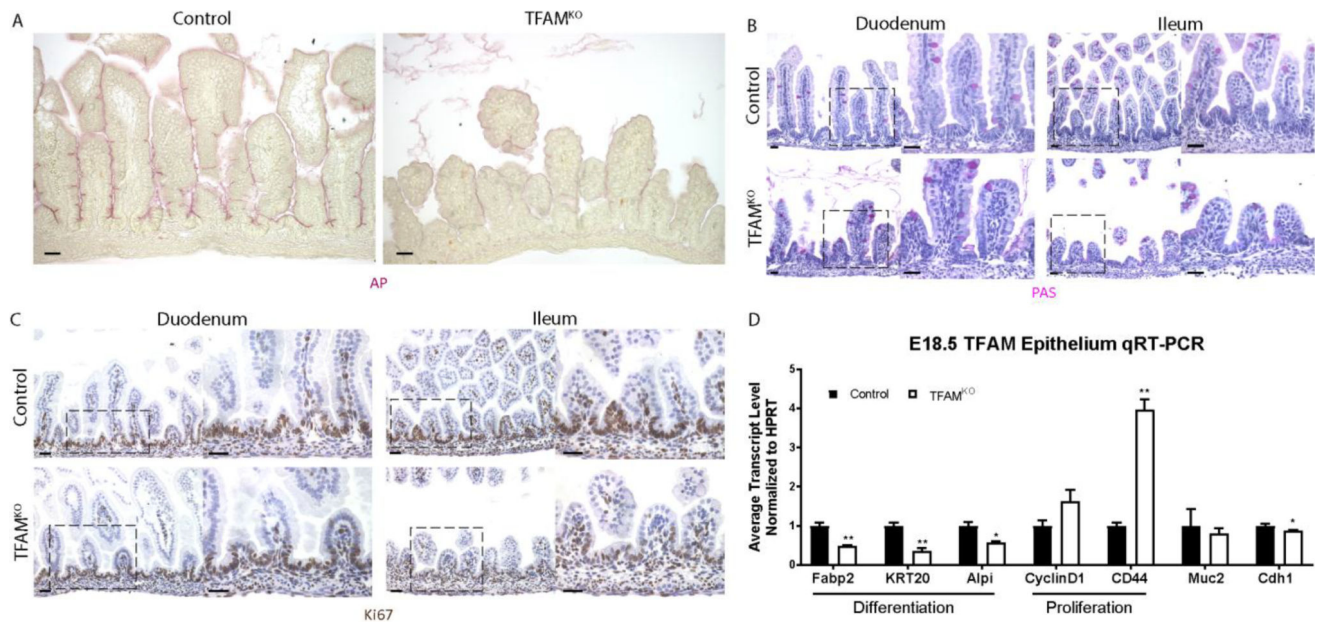 A
Control
TFAMKO
AP
B
Duodenum
Ileum
Control
TFAMKO
PAS
C
Duodenum
Ileum
Control
TFAMKO
Ki67
D
E18.5 TFAM Epithelium qRT-PCR
Average Transcript Level
Normalized to HPRT
Control
TFAMKO
5
4
3
2
1
0
**
**
*
**
*
Fabp2
KRT20
Alpi
CyclinD1
CD44
Muc2
Cdh1
Differentiation
Proliferation